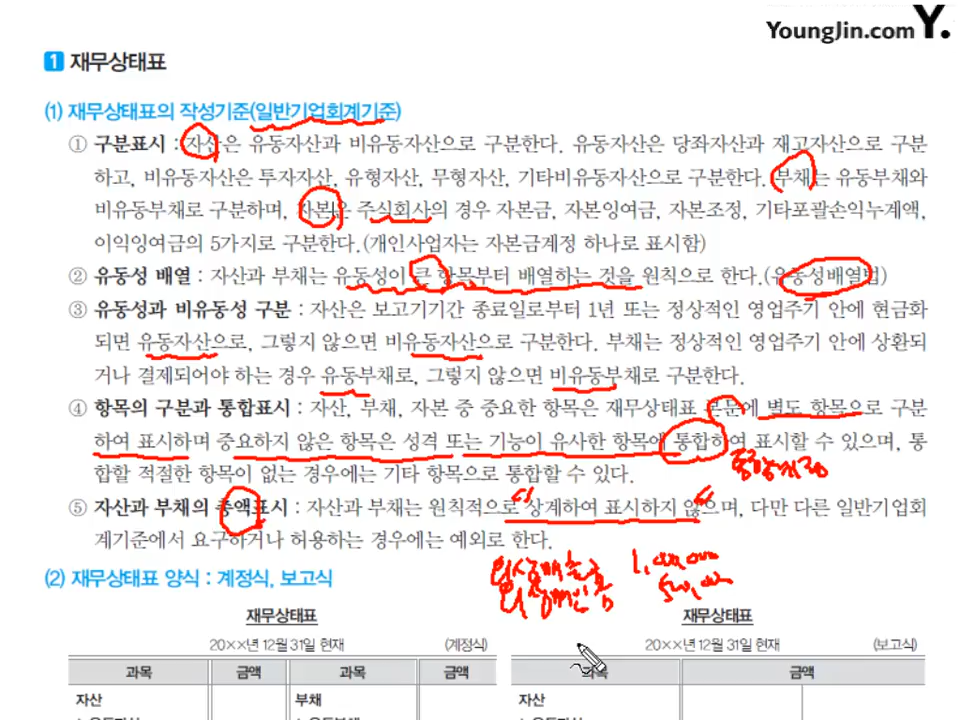 YoungJin.com Y.
1 재무상태표
(1) 재무상태표의 작성기준(일반기업회계기준)
① 구분표시 : 자산은 유동자산과 비유동자산으로 구분한다. 유동자산은 당좌자산과 재고자산으로 구분
하고, 비유동자산은 투자자산, 유형자산, 무형자산, 기타비유동자산으로 구분한다. 부채는 유동부채와
비유동부채로 구분하며, 자본은 주식회사의 경우 자본금, 자본잉여금, 자본조정, 기타포괄손익누계액,
이익잉여금의 5가지로 구분한다.(개인사업자는 자본금계정 하나로 표시함)
② 유동성 배열 : 자산과 부채는 유동성이 큰 항목부터 배열하는 것을 원칙으로 한다.(유동성배열법)
③ 유동성과 비유동성 구분 : 자산은 보고기간 종료일로부터 1년 또는 정상적인 영업주기 안에 현금화
되면 유동자산으로, 그렇지 않으면 비유동자산으로 구분한다. 부채는 정상적인 영업주기 안에 상환되
거나 결제되어야 하는 경우 유동부채로, 그렇지 않으면 비유동부채로 구분한다.
④ 항목의 구분과 통합표시 : 자산, 부채, 자본 중 중요한 항목은 재무상태표 본문에 별도 항목으로 구분
하여 표시하며 중요하지 않은 항목은 성격 또는 기능이 유사한 항목에 통합하여 표시할 수 있으며, 통
합할 적절한 항목이 없는 경우에는 기타 항목으로 통합할 수 있다.
통합계정
⑤ 자산과 부채의 총액표시 : 자산과 부채는 원칙적으로 상계하여 표시하지 않으며, 다만 다른 일반기업회
계기준에서 요구하거나 허용하는 경우에는 예외로 한다.
외상매출금 1,000,000
외상매입금 500,000
(2) 재무상태표 양식 : 계정식, 보고식
재무상태표 재무상태표
20××년 12월 31일 현재 (계정식) 20××년 12월 31일 현재 (보고식)
과목 금액 과목 금액 과목 금액
자산 부채 자산